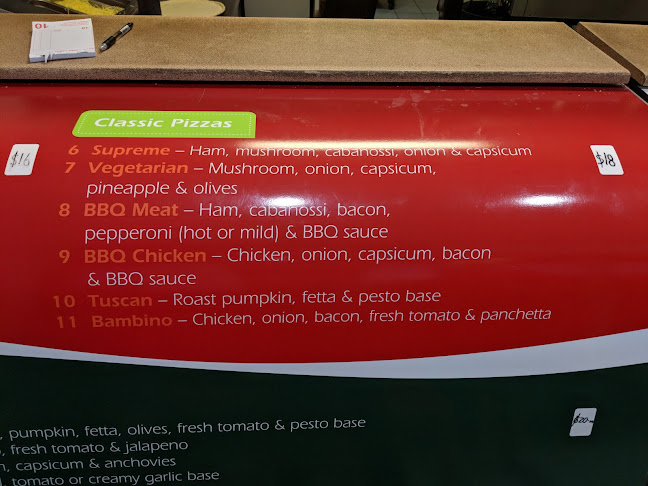 10
Classic Pizzas
$16
6 Supreme – Ham, mushroom, cabanossi, onion & capsicum
$18
7 Vegetarian – Mushroom, onion, capsicum,
pineapple & olives
8 BBQ Meat – Ham, cabanossi, bacon,
pepperoni (hot or mild) & BBQ sauce
9 BBQ Chicken – Chicken, onion, capsicum, bacon
& BBQ sauce
10 Tuscan – Roast pumpkin, fetta & pesto base
11 Bambino – Chicken, onion, bacon, fresh tomato & panchetta
$20
, pumpkin, fetta, olives, fresh tomato & pesto base
, fresh tomato & jalapeno
, capsicum & anchovies
, tomato or creamy garlic base